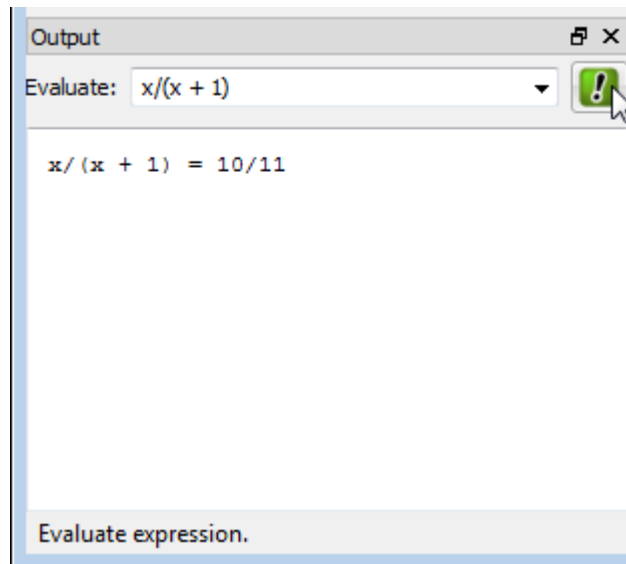 Output
Evaluate: x/(x + 1)
x/(x + 1) = 10/11
Evaluate expression.